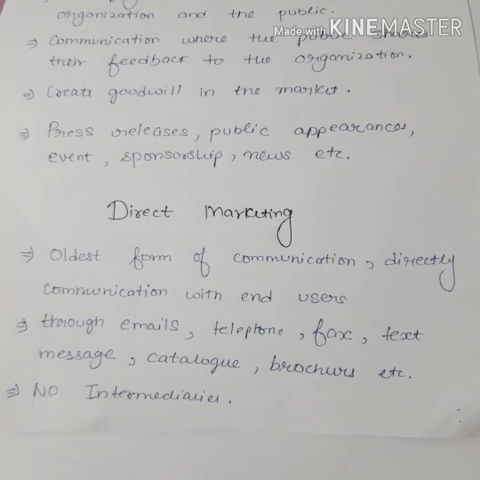 organization and the public.
Made with KINEMASTER
⇒ Communication where the public
their feedback to the organization.
⇒ Create goodwill in the market.
⇒ Press releases, public appearances,
event, sponsorship, news etc.
Direct Marketing
⇒ Oldest form of communication, directly
communication with end users
⇒ through emails, telephone, fax, text
message, catalogue, brochurs etc.
⇒ No Intermediaries.